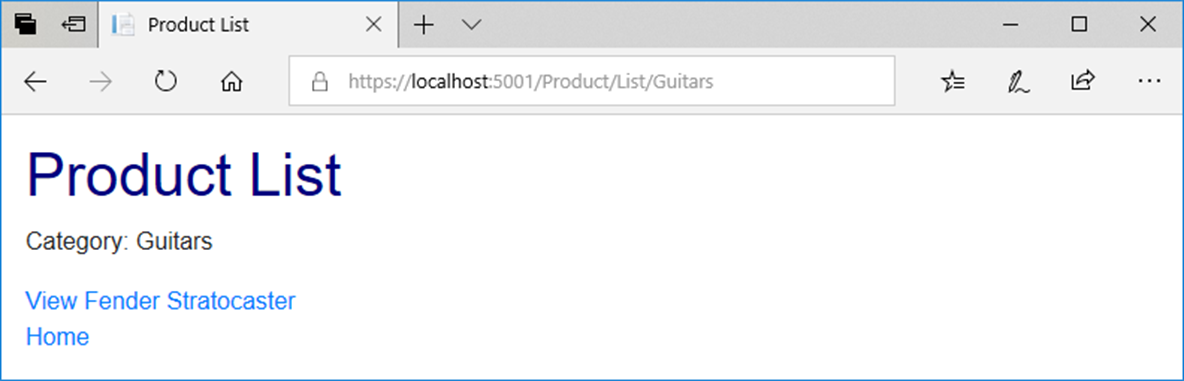 Product List
https://localhost:5001/Product/List/Guitars
Product List
Category: Guitars
View Fender Stratocaster
Home